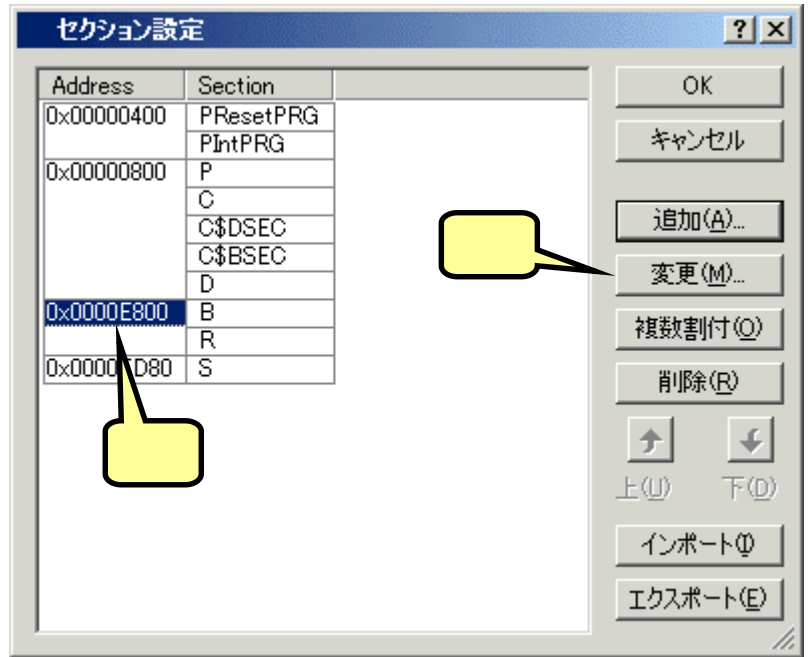 セクション設定
Address Section
0x00000400 PResetPRG
PIntPRG
0x00000800 P
C
C$DSEC
C$BSEC
D
0x0000E800 B
R
S
OK
キャンセル
追加(A)...
変更(M)...
複数割付(O)
削除(R)
上(U) 下(D)
インポート(I)
エクスポート(E)